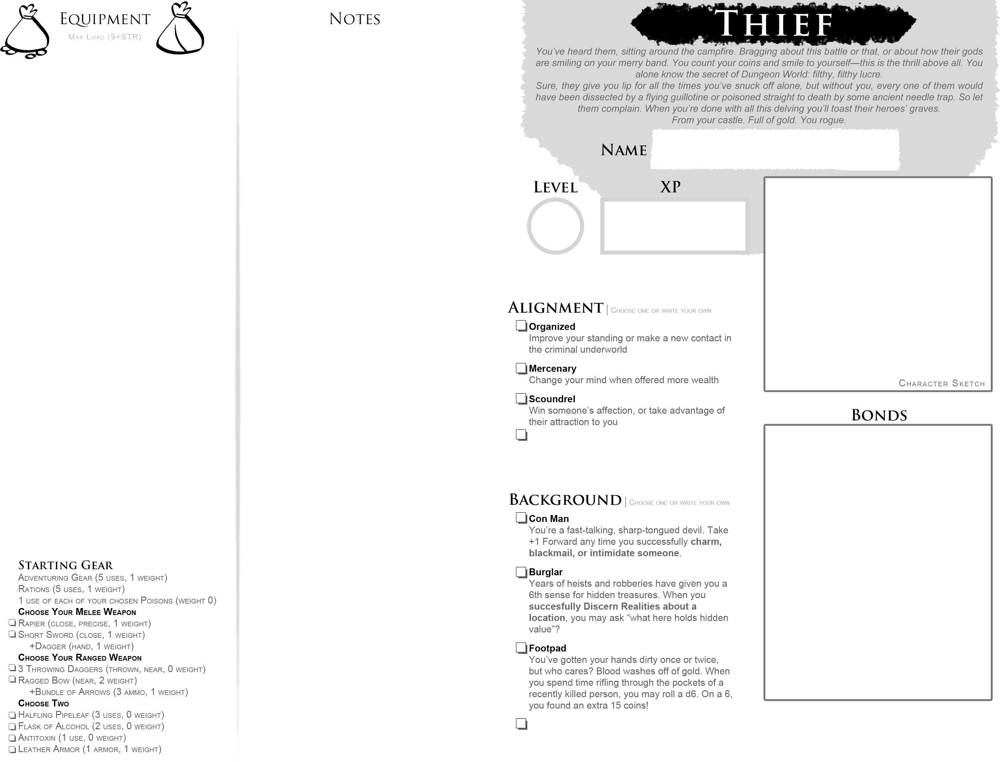 Equipment
Max Load (9+STR)
Starting Gear
Adventuring Gear (5 uses, 1 weight)
Rations (5 uses, 1 weight)
1 use of each of your chosen Poisons (weight 0)
Choose Your Melee Weapon
Rapier (close, precise, 1 weight)
Short Sword (close, 1 weight)
+Dagger (hand, 1 weight)
Choose Your Ranged Weapon
3 Throwing Daggers (thrown, near, 0 weight)
Ragged Bow (near, 2 weight)
+Bundle of Arrows (3 ammo, 1 weight)
Choose Two
Halfling Pipeleaf (3 uses, 0 weight)
Flask of Alcohol (2 uses, 0 weight)
Antitoxin (1 use, 0 weight)
Leather Armor (1 armor, 1 weight)
Notes
Thief
You’ve heard them, sitting around the campfire. Bragging about this battle or that, or about how their gods
are smiling on your merry band. You count your coins and smile to yourself—this is the thrill above all. You
alone know the secret of Dungeon World: filthy, filthy lucre.
Sure, they give you lip for all the times you’ve snuck off alone, but without you, every one of them would
have been dissected by a flying guillotine or poisoned straight to death by some ancient needle trap. So let
them complain. When you’re done with all this delving you’ll toast their heroes’ graves.
From your castle. Full of gold. You rogue.
Name
Level
XP
Character Sketch
Alignment | Choose one or write your own
Organized
Improve your standing or make a new contact in
the criminal underworld
Mercenary
Change your mind when offered more wealth
Scoundrel
Win someone’s affection, or take advantage of
their attraction to you
Background | Choose one or write your own
Con Man
You’re a fast-talking, sharp-tongued devil. Take
+1 Forward any time you successfully charm,
blackmail, or intimidate someone.
Burglar
Years of heists and robberies have given you a
6th sense for hidden treasures. When you
succesfully Discern Realities about a
location, you may ask “what here holds hidden
value”?
Footpad
You’ve gotten your hands dirty once or twice,
but who cares? Blood washes off of gold. When
you spend time rifling through the pockets of a
recently killed person, you may roll a d6. On a 6,
you found an extra 15 coins!
Bonds